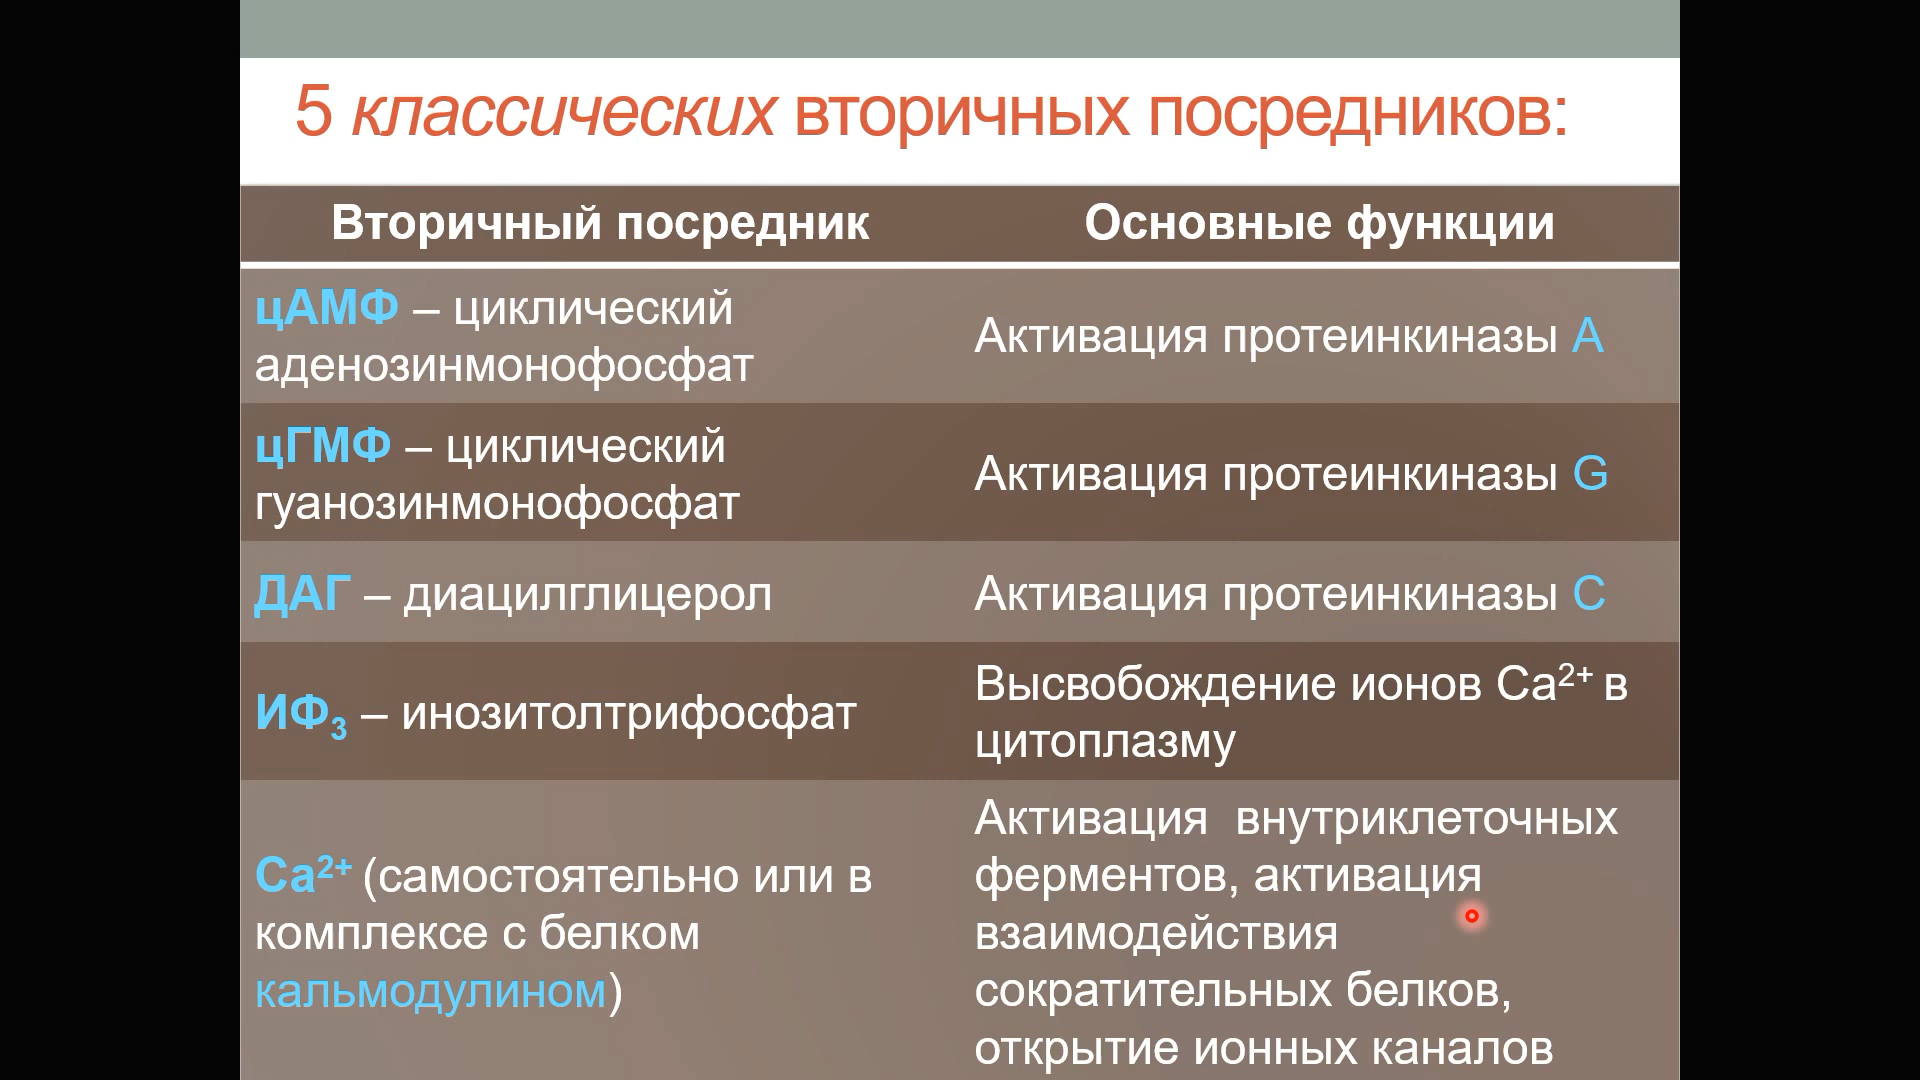 5 классических вторичных посредников:
Вторичный посредник
Основные функции
цАМФ – циклический
аденозинмонофосфат
Активация протеинкиназы А
цГМФ – циклический
гуанозинмонофосфат
Активация протеинкиназы G
ДАГ – диацилглицерол
Активация протеинкиназы С
ИФ₃ – инозитолтрифосфат
Высвобождение ионов Са²⁺ в
цитоплазму
Са²⁺ (самостоятельно или в
комплексе с белком
кальмодулином)
Активация  внутриклеточных
ферментов, активация
взаимодействия
сократительных белков,
открытие ионных каналов